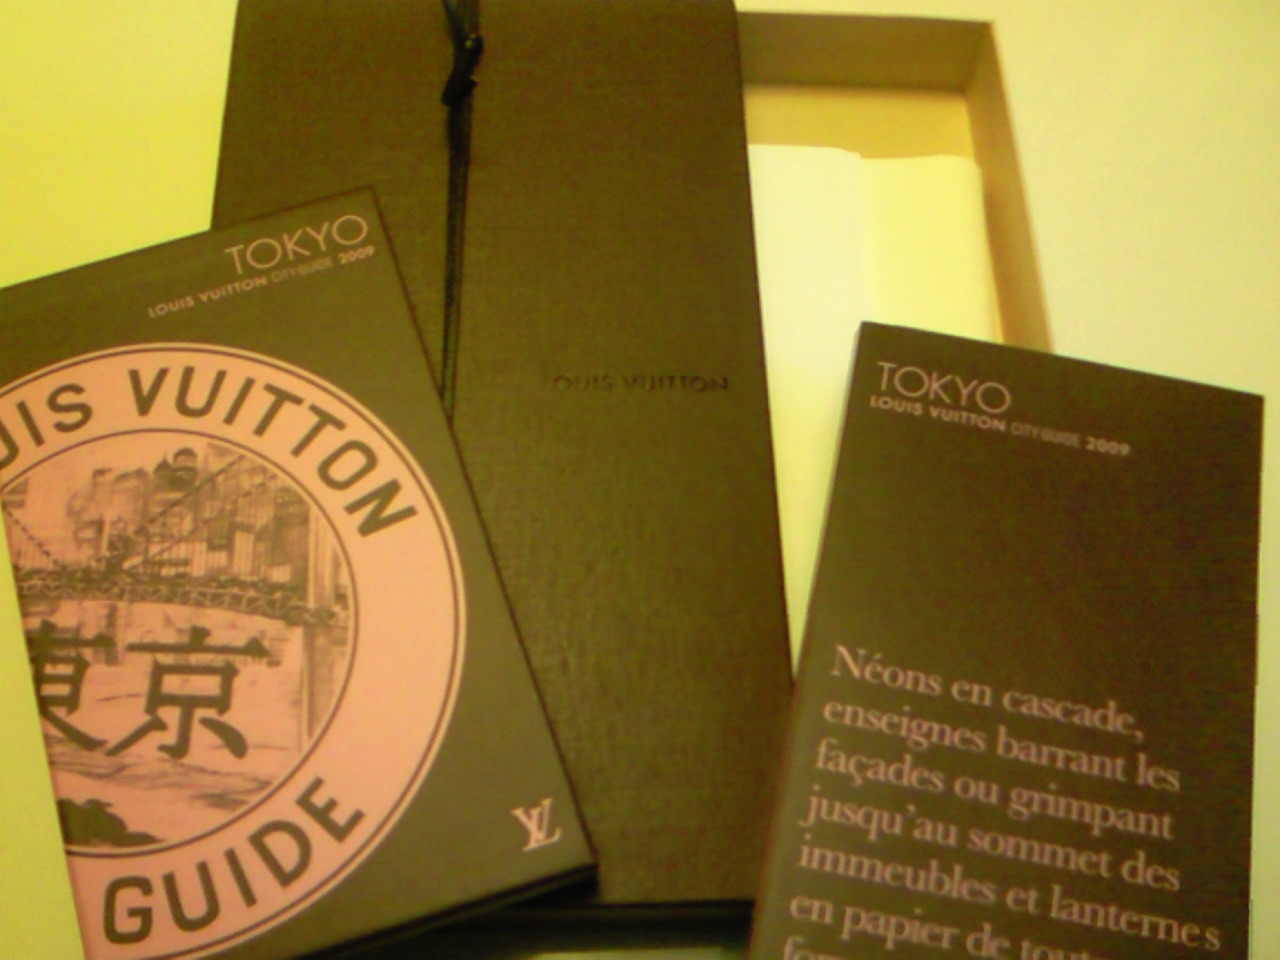 TOKYO
LOUIS VUITTON CITY GUIDE 2009
LOUIS VUITTON
東京
GUIDE
LV
LOUIS VUITTON
TOKYO
LOUIS VUITTON CITY GUIDE 2009
Néons en cascade,
enseignes barrant les
façades ou grimpant
jusqu'au sommet des
immeubles et lanternes
en papier de